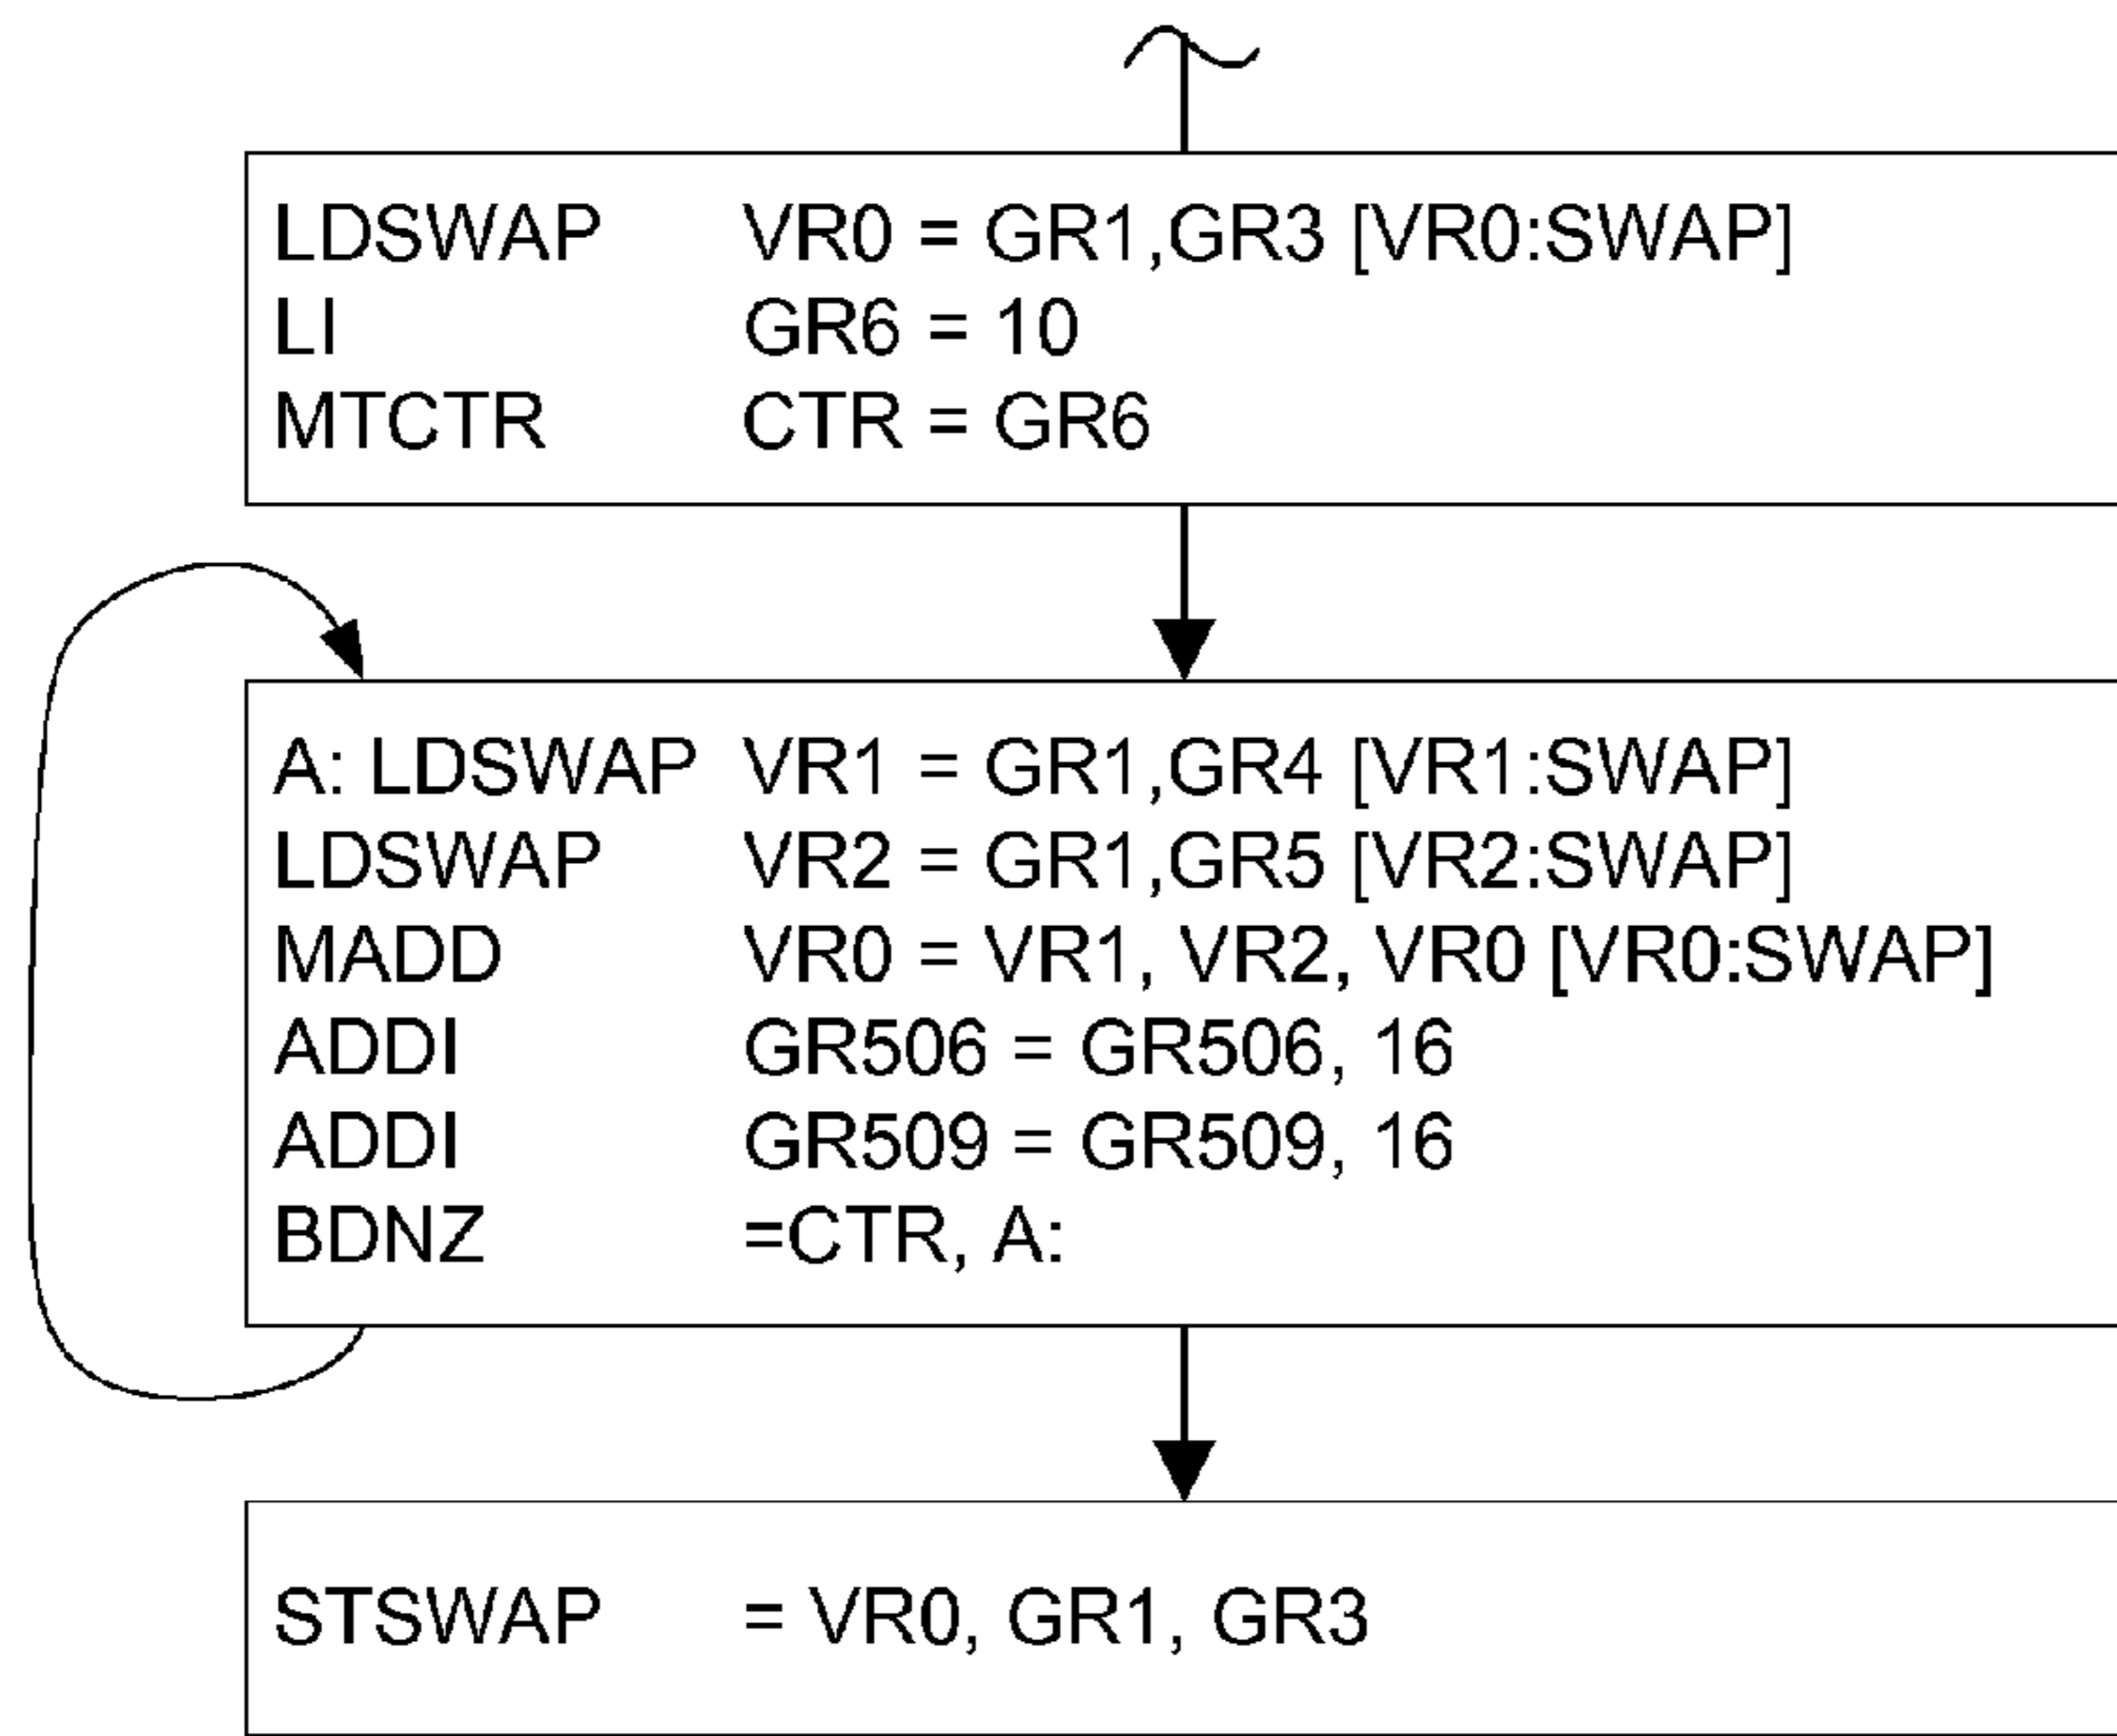 LDSWAP VR0 = GR1,GR3 [VR0:SWAP]
LI GR6 = 10
MTCTR CTR = GR6
A: LDSWAP VR1 = GR1,GR4 [VR1:SWAP]
LDSWAP VR2 = GR1,GR5 [VR2:SWAP]
MADD VR0 = VR1, VR2, VR0 [VR0:SWAP]
ADDI GR506 = GR506, 16
ADDI GR509 = GR509, 16
BDNZ =CTR, A:
STSWAP = VR0, GR1, GR3